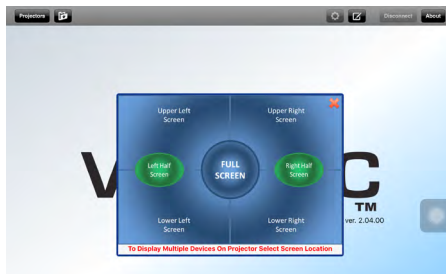 Projectors
Disconnect
About
Upper Left
Screen
Upper Right
Screen
Left Half
Screen
FULL
SCREEN
Right Half
Screen
Lower Left
Screen
Lower Right
Screen
To Display Multiple Devices On Projector Select Screen Location
V
C
TM
ver. 2.04.00